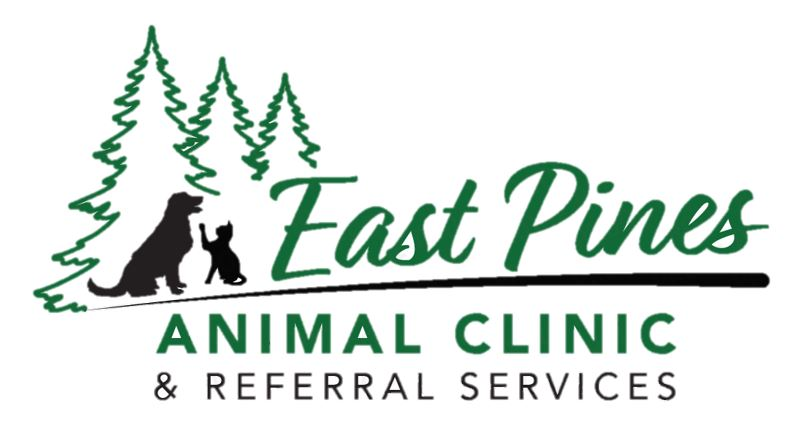 East Pines
ANIMAL CLINIC
& REFERRAL SERVICES